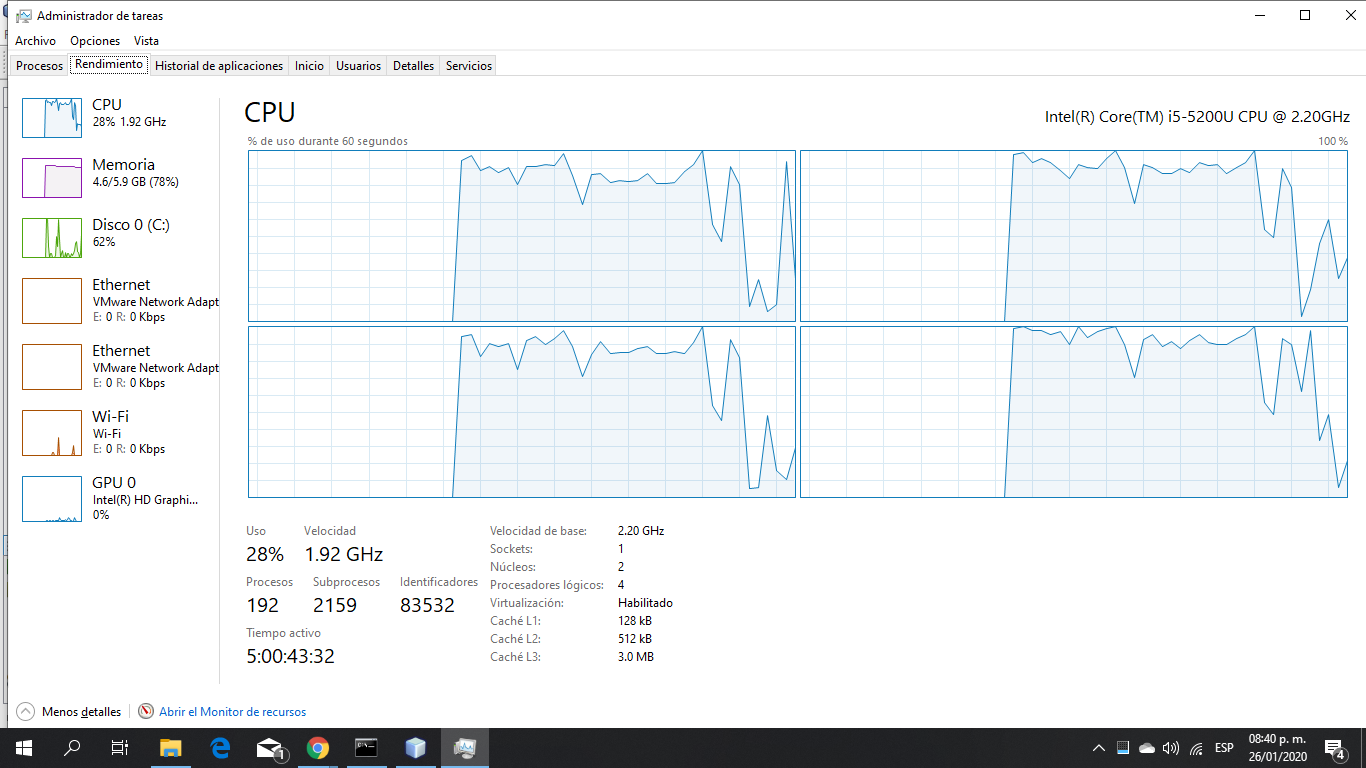 Administrador de tareas
Archivo Opciones Vista
Procesos Rendimiento Historial de aplicaciones Inicio Usuarios Detalles Servicios
CPU
28% 1.92 GHz
Memoria
4.6/5.9 GB (78%)
Disco 0 (C:)
62%
Ethernet
VMware Network Adapt
E: 0 R: 0 Kbps
Ethernet
VMware Network Adapt
E: 0 R: 0 Kbps
Wi-Fi
Wi-Fi
E: 0 R: 0 Kbps
GPU 0
Intel(R) HD Graphi...
0%
CPU
Intel(R) Core(TM) i5-5200U CPU @ 2.20GHz
% de uso durante 60 segundos 100 %
Uso Velocidad
28% 1.92 GHz
Procesos Subprocesos Identificadores
192 2159 83532
Tiempo activo
5:00:43:32
Velocidad de base: 2.20 GHz
Sockets: 1
Núcleos: 2
Procesadores lógicos: 4
Virtualización: Habilitado
Caché L1: 128 kB
Caché L2: 512 kB
Caché L3: 3.0 MB
Menos detalles Abrir el Monitor de recursos
1
ESP
08:40 p. m.
26/01/2020
4